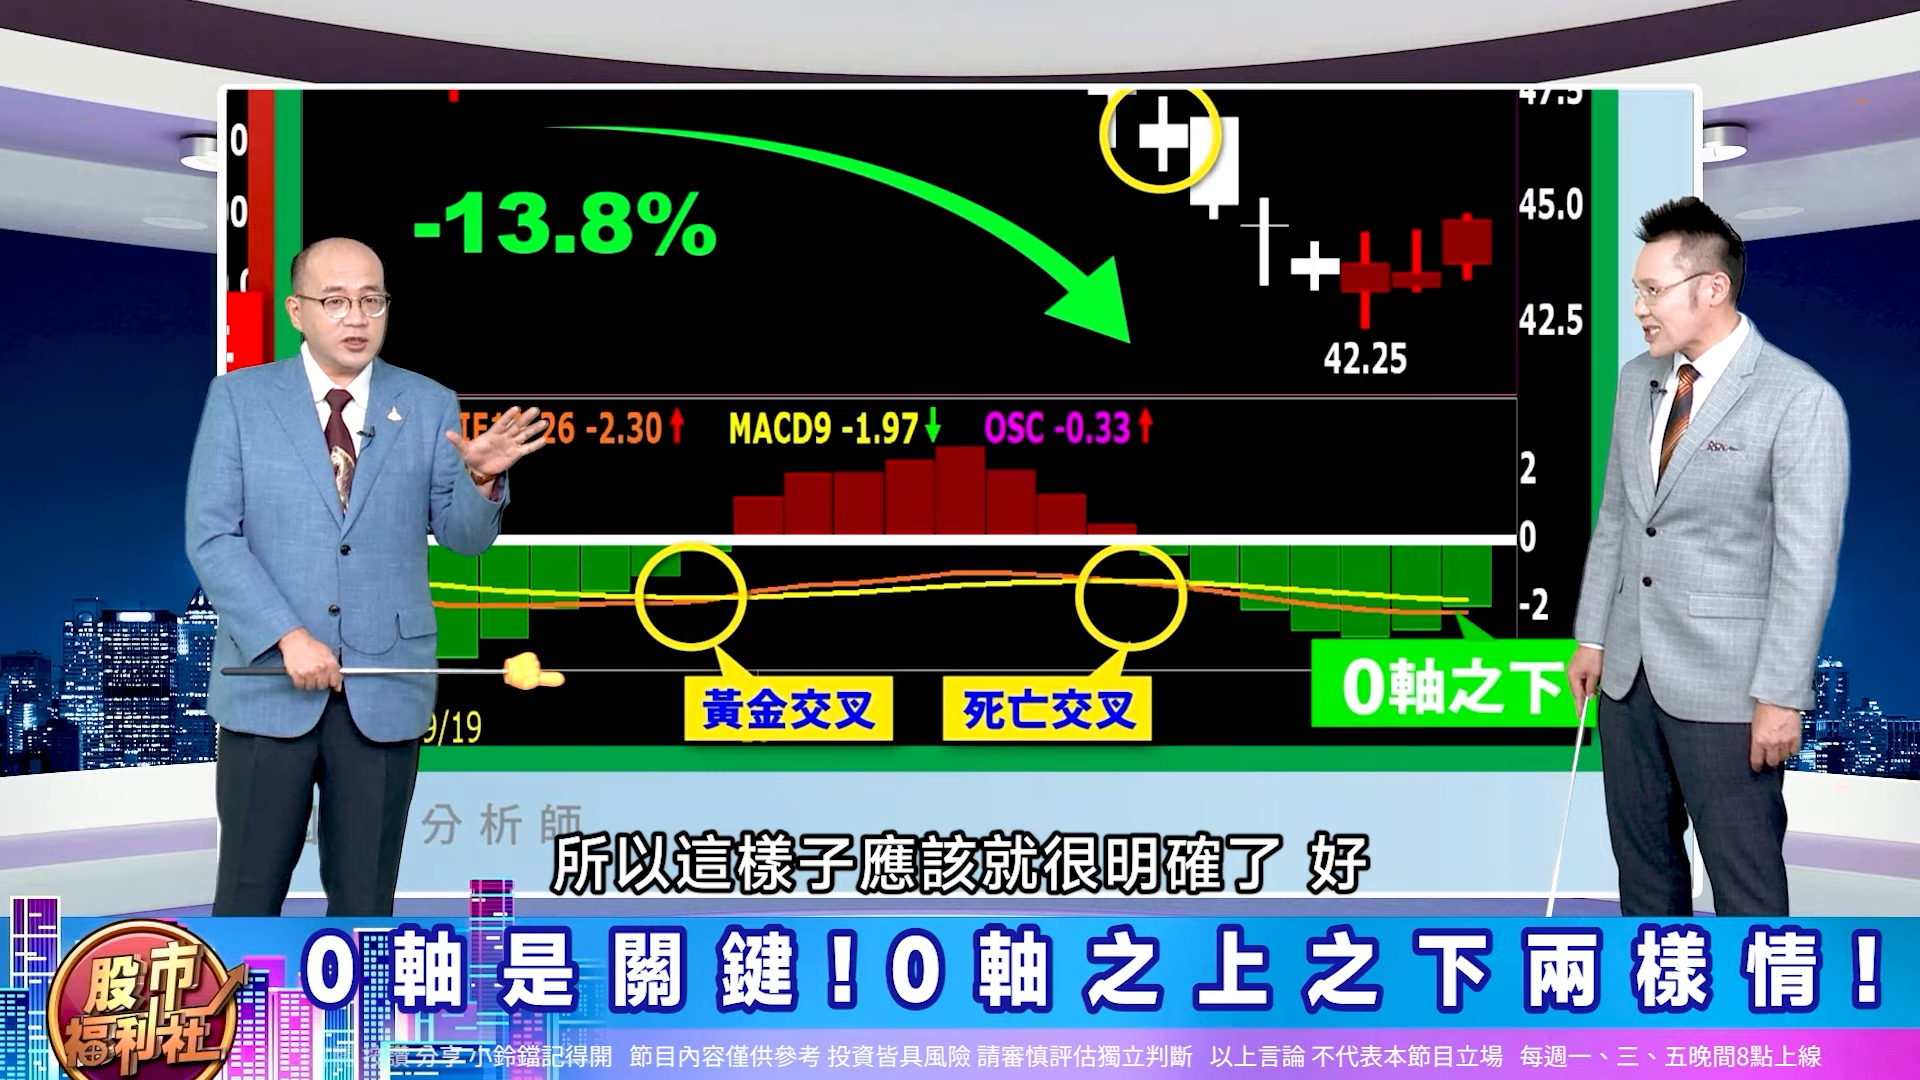 47.5
-13.8%
45.0
42.5
42.25
26 -2.30 MACD9 -1.97 OSC -0.33
2
0
-2
黃金交叉
死亡交叉
0軸之下
9/19
分析師
所以這樣子應該就很明確了 好
0軸是關鍵!0軸之上之下兩樣情!
股市
福利社
讚 分享 小鈴鐺記得開 節目內容僅供參考 投資皆具風險 請審慎評估獨立判斷 以上言論 不代表本節目立場 每週一、三、五晚間8點上線